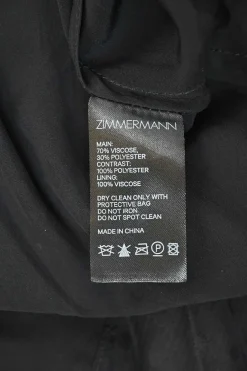 ZIMMERMANN
MAIN:
70% VISCOSE,
30% POLYESTER
CONTRAST:
100% POLYESTER
LINING:
100% VISCOSE
DRY CLEAN ONLY WITH
PROTECTIVE BAG
DO NOT IRON
DO NOT SPOT CLEAN
MADE IN CHINA
P